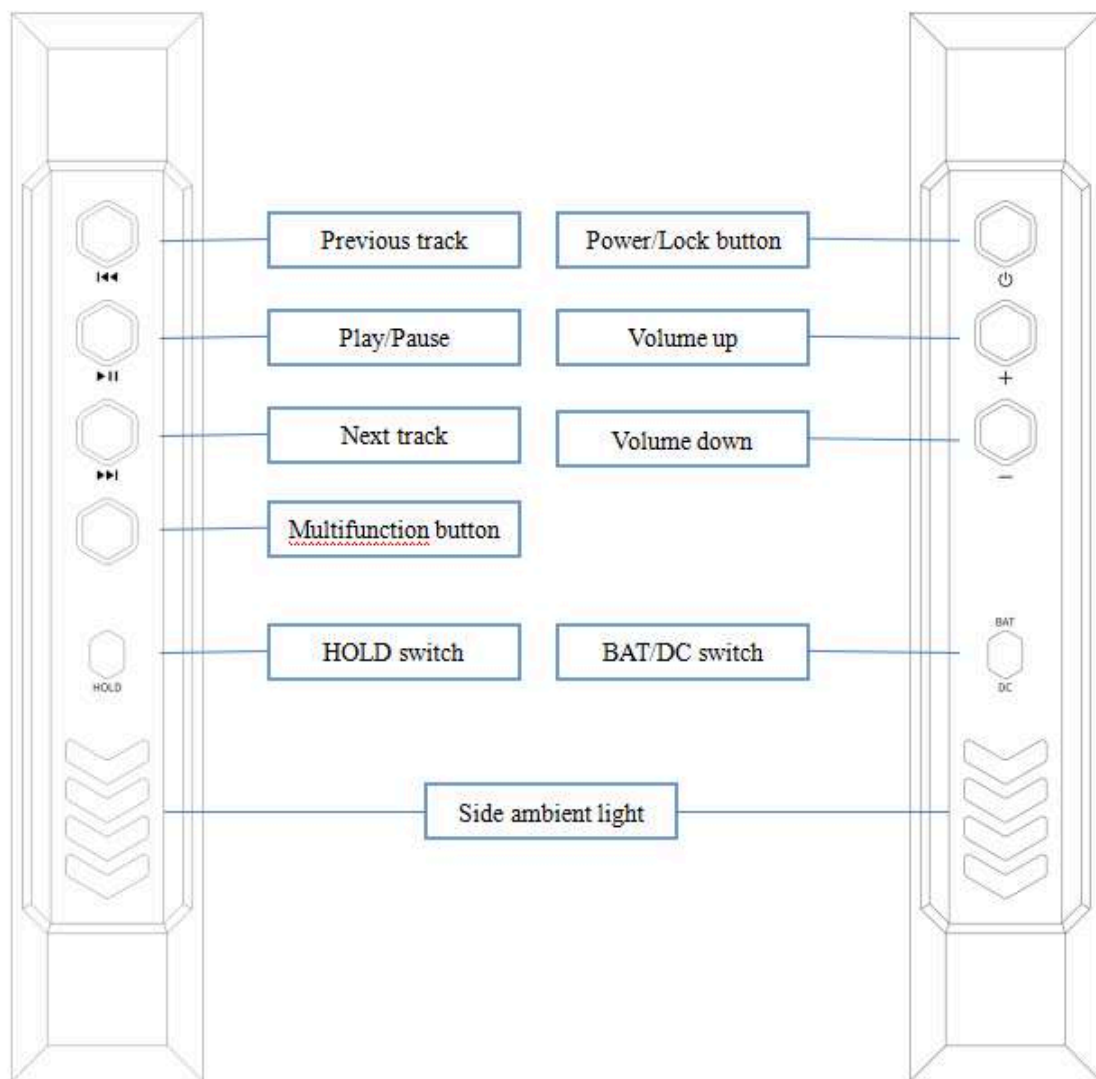 Previous track
Power/Lock button
Play/Pause
Volume up
Next track
Volume down
Multifunction button
HOLD switch
BAT/DC switch
HOLD
BAT
DC
Side ambient light